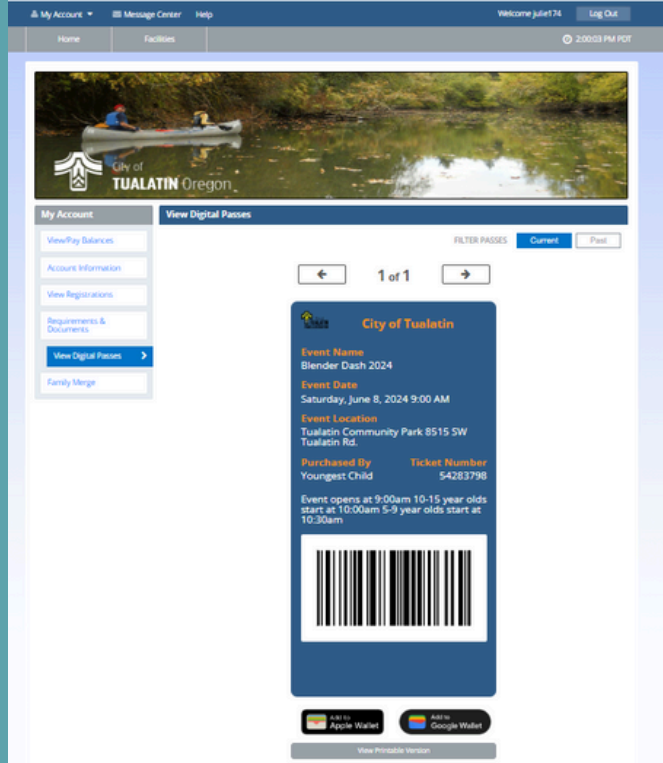 My Account
Message Center
Help
Welcome julie174
Log Out
Home
Facilities
2:00:03 PM PDT
City of
TUALATIN Oregon
My Account
View/Pay Balances
Account Information
View Registrations
Requirements &
Documents
View Digital Passes
Family Merge
View Digital Passes
FILTER PASSES
Current
Past
1 of 1
City of Tualatin
Event Name
Blender Dash 2024
Event Date
Saturday, June 8, 2024 9:00 AM
Event Location
Tualatin Community Park 8515 SW
Tualatin Rd.
Purchased By
Ticket Number
Youngest Child
54283798
Event opens at 9:00am 10-15 year olds
start at 10:00am 5-9 year olds start at
10:30am
Add to
Apple Wallet
Add to
Google Wallet
View Printable Version